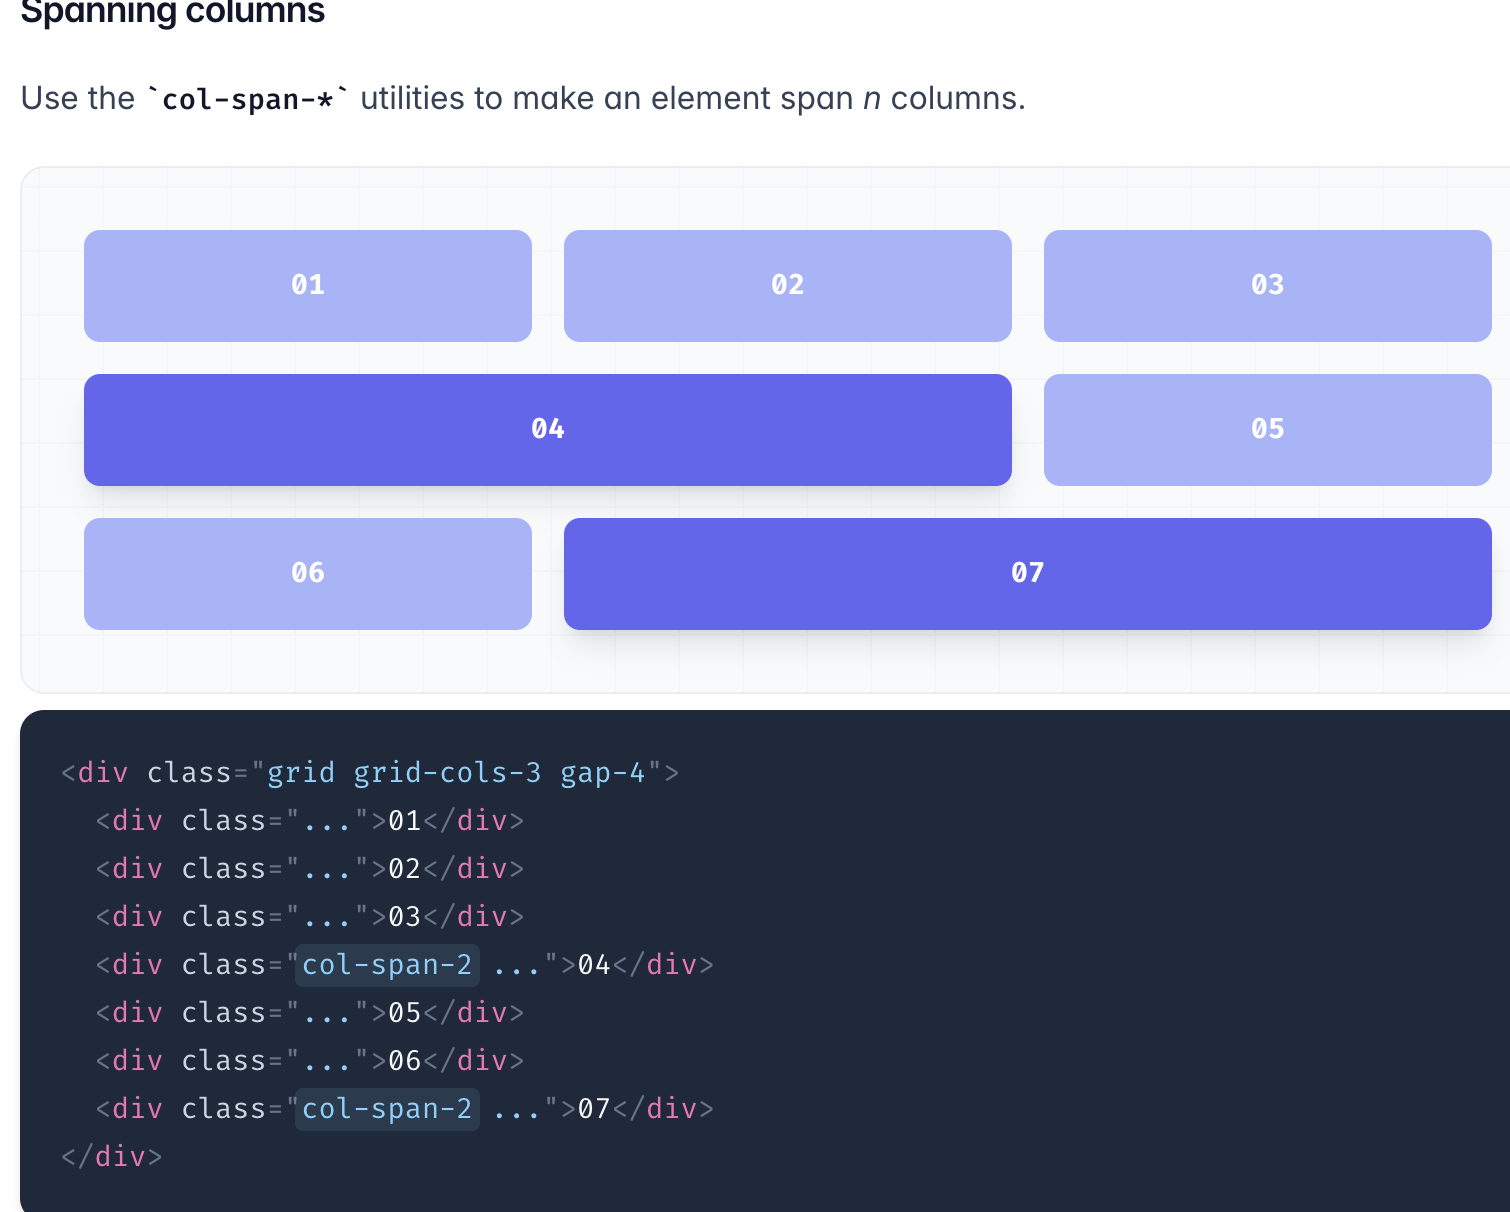 Spanning columns
Use the `col-span-*` utilities to make an element span n columns.
01 02 03
04 05
06 07
<div class="grid grid-cols-3 gap-4">
  <div class="...">01</div>
  <div class="...">02</div>
  <div class="...">03</div>
  <div class="col-span-2 ...">04</div>
  <div class="...">05</div>
  <div class="...">06</div>
  <div class="col-span-2 ...">07</div>
</div>